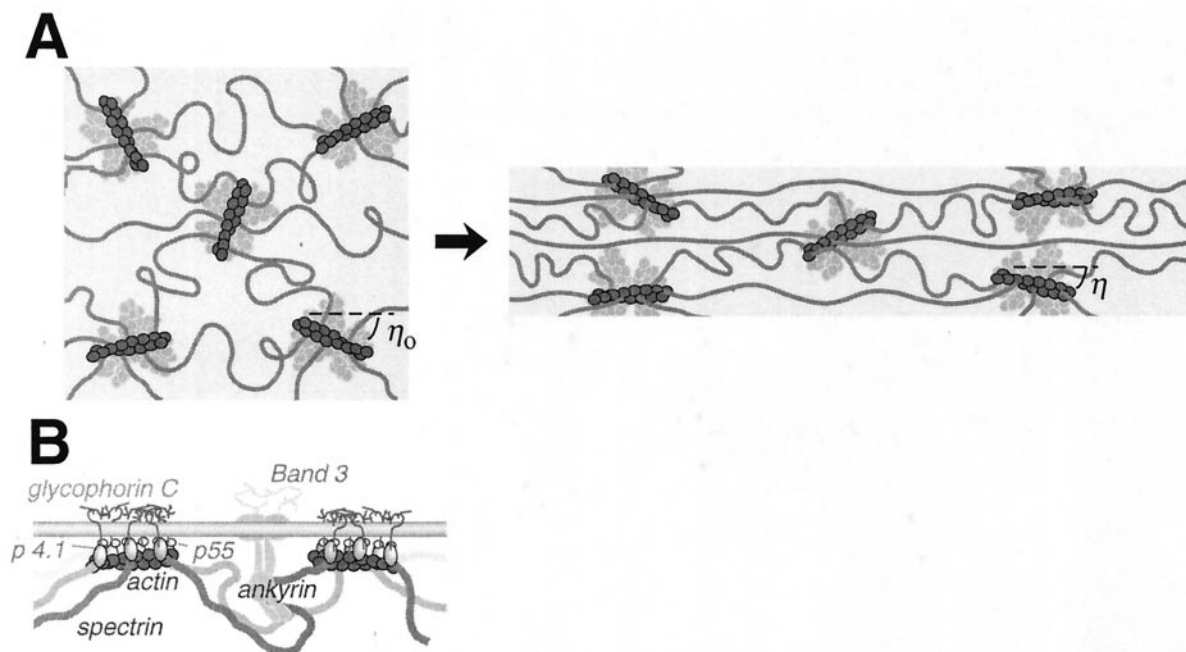 A
η₀
η
B
Band 3
glycophorin C
p 4.1
p55
actin
ankyrin
spectrin